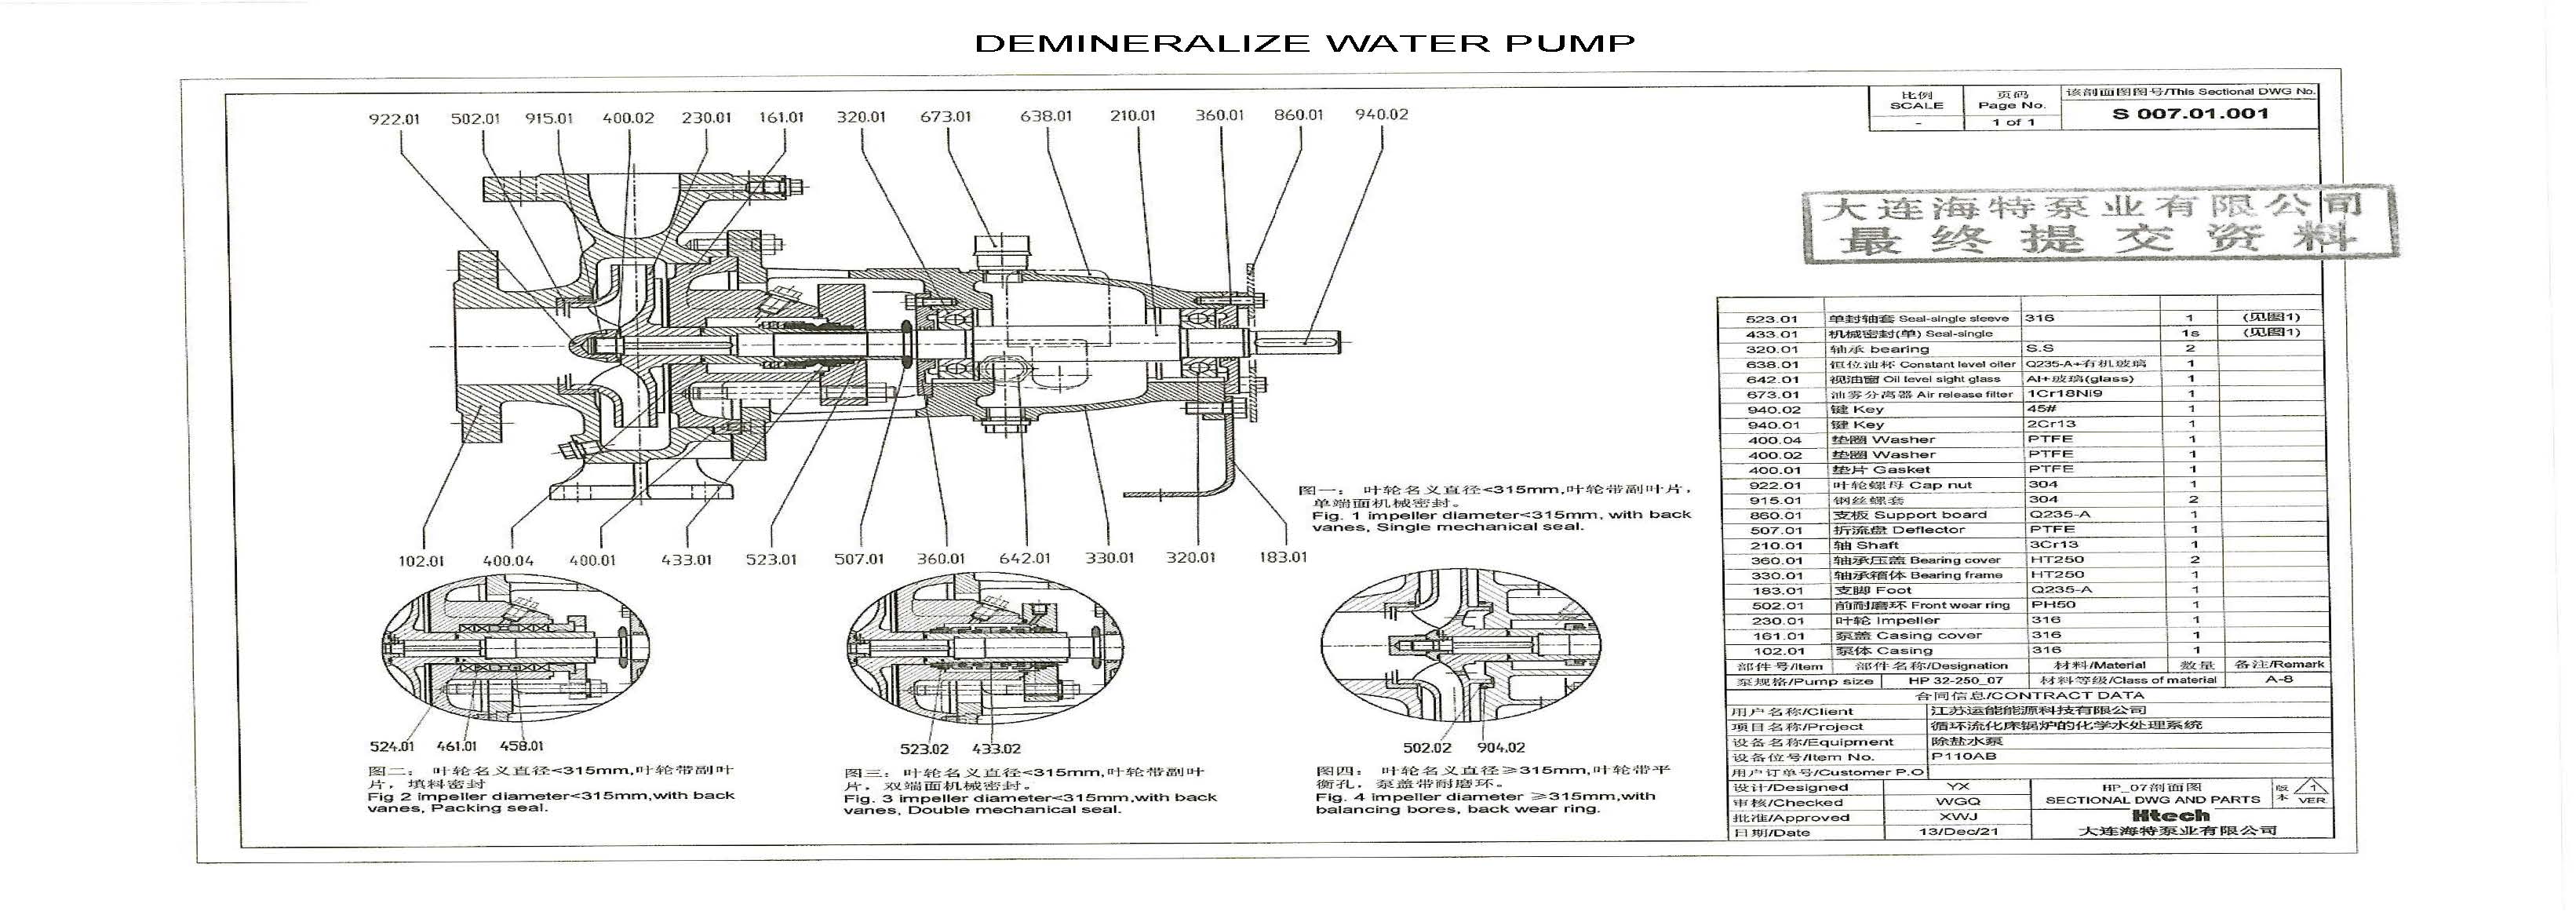 DEMINERALIZE WATER PUMP
922.01 502.01 915.01 400.02 230.01 161.01 320.01 673.01 638.01 210.01 360.01 860.01 940.02
比例 页码 该剖面图图号/This Sectional DWG No.
SCALE Page No. S 007.01.001
- 1 of 1
大连海特泵业有限公司
最终提交资料
102.01 400.04 400.01 433.01 523.01 507.01 360.01 642.01 330.01 320.01 183.01
图一: 叶轮名义直径<315mm,叶轮带副叶片,
单端面机械密封。
Fig. 1 impeller diameter<315mm, with back
vanes, Single mechanical seal.
524.01 461.01 458.01
图二: 叶轮名义直径<315mm,叶轮带副叶
片, 填料密封
Fig 2 impeller diameter<315mm,with back
vanes, Packing seal.
523.02 433.02
图三: 叶轮名义直径<315mm,叶轮带副叶
片, 双端面机械密封。
Fig. 3 impeller diameter<315mm,with back
vanes, Double mechanical seal.
502.02 904.02
图四: 叶轮名义直径≥315mm,叶轮带平
衡孔, 泵盖带耐磨环。
Fig. 4 impeller diameter ≥315mm,with
balancing bores, back wear ring.
523.01 单封轴套 Seal-single sleeve 316 1 (见图1)
433.01 机械密封(单) Seal-single 1s (见图1)
320.01 轴承 bearing S.S 2
638.01 恒位油杯 Constant level oiler Q235-A+有机玻璃 1
642.01 视油窗 Oil level sight glass Al+玻璃(glass) 1
673.01 油雾分离器 Air release filter 1Cr18Ni9 1
940.02 键 Key 45# 1
940.01 键 Key 2Cr13 1
400.04 垫圈 Washer PTFE 1
400.02 垫圈 Washer PTFE 1
400.01 垫片 Gasket PTFE 1
922.01 叶轮螺母 Cap nut 304 1
915.01 钢丝螺套 304 2
860.01 支板 Support board Q235-A 1
507.01 折流盘 Deflector PTFE 1
210.01 轴 Shaft 3Cr13 1
360.01 轴承压盖 Bearing cover HT250 2
330.01 轴承箱体 Bearing frame HT250 1
183.01 支脚 Foot Q235-A 1
502.01 前耐磨环 Front wear ring PH50 1
230.01 叶轮 Impeller 316 1
161.01 泵盖 Casing cover 316 1
102.01 泵体 Casing 316 1
部件号/Item 部件名称/Designation 材料/Material 数量 备注/Remark
泵规格/Pump size HP 32-250_07 材料等级/Class of material A-8
合同信息/CONTRACT DATA
用户名称/Client 江苏运能能源科技有限公司
项目名称/Project 循环流化床锅炉的化学水处理系统
设备名称/Equipment 除盐水泵
设备位号/Item No. P110AB
用户订单号/Customer P.O
设计/Designed YX HP_07剖面图 版 1
审核/Checked WGQ SECTIONAL DWG AND PARTS 本 VER.
批准/Approved XWJ Htech
日期/Date 13/Dec/21 大连海特泵业有限公司